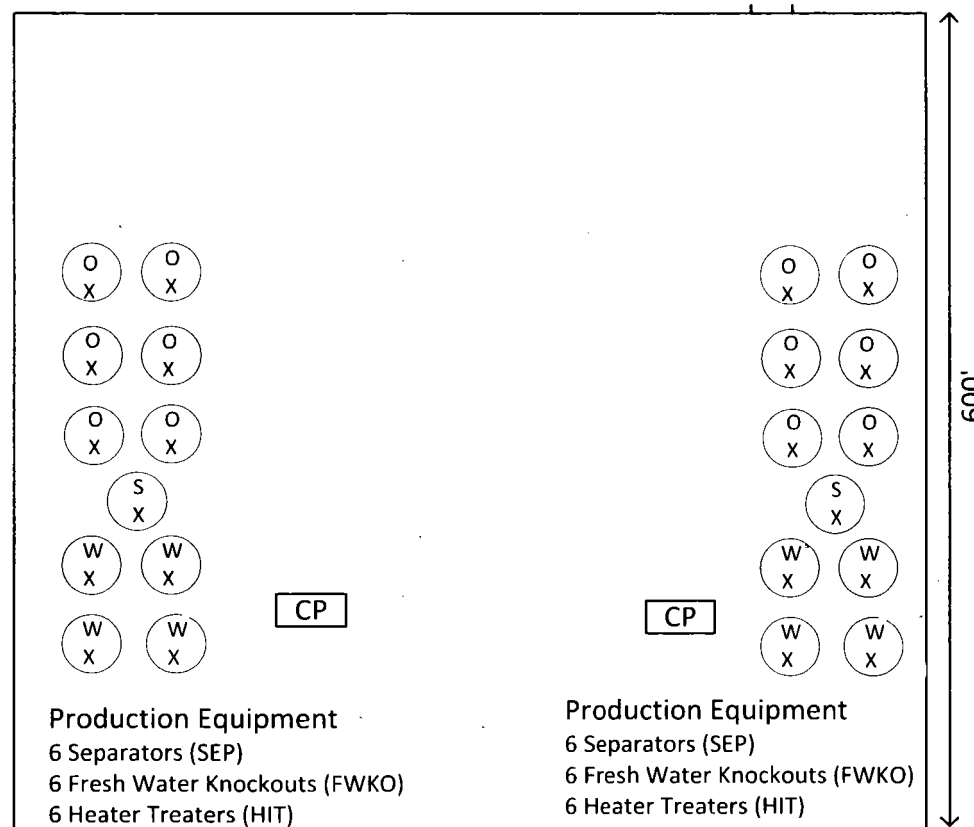 O O O O
X X X X
O O O O
X X X X
O O O O
X X X X
S S
X X
W W W W
X X X X
CP CP
W W W W
X X X X
600'
Production Equipment
6 Separators (SEP)
6 Fresh Water Knockouts (FWKO)
6 Heater Treaters (HIT)
Production Equipment
6 Separators (SEP)
6 Fresh Water Knockouts (FWKO)
6 Heater Treaters (HIT)